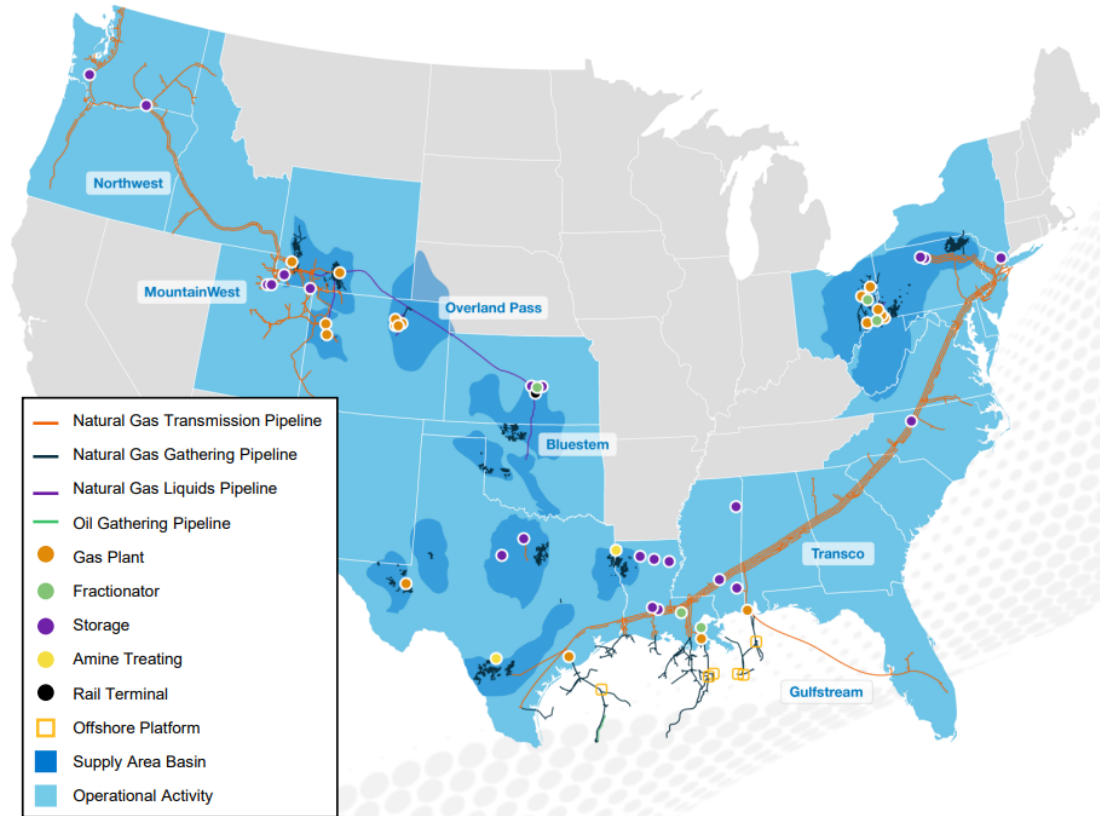 Northwest
MountainWest
Overland Pass
Bluestem
Transco
Gulfstream
Natural Gas Transmission Pipeline
Natural Gas Gathering Pipeline
Natural Gas Liquids Pipeline
Oil Gathering Pipeline
Gas Plant
Fractionator
Storage
Amine Treating
Rail Terminal
Offshore Platform
Supply Area Basin
Operational Activity